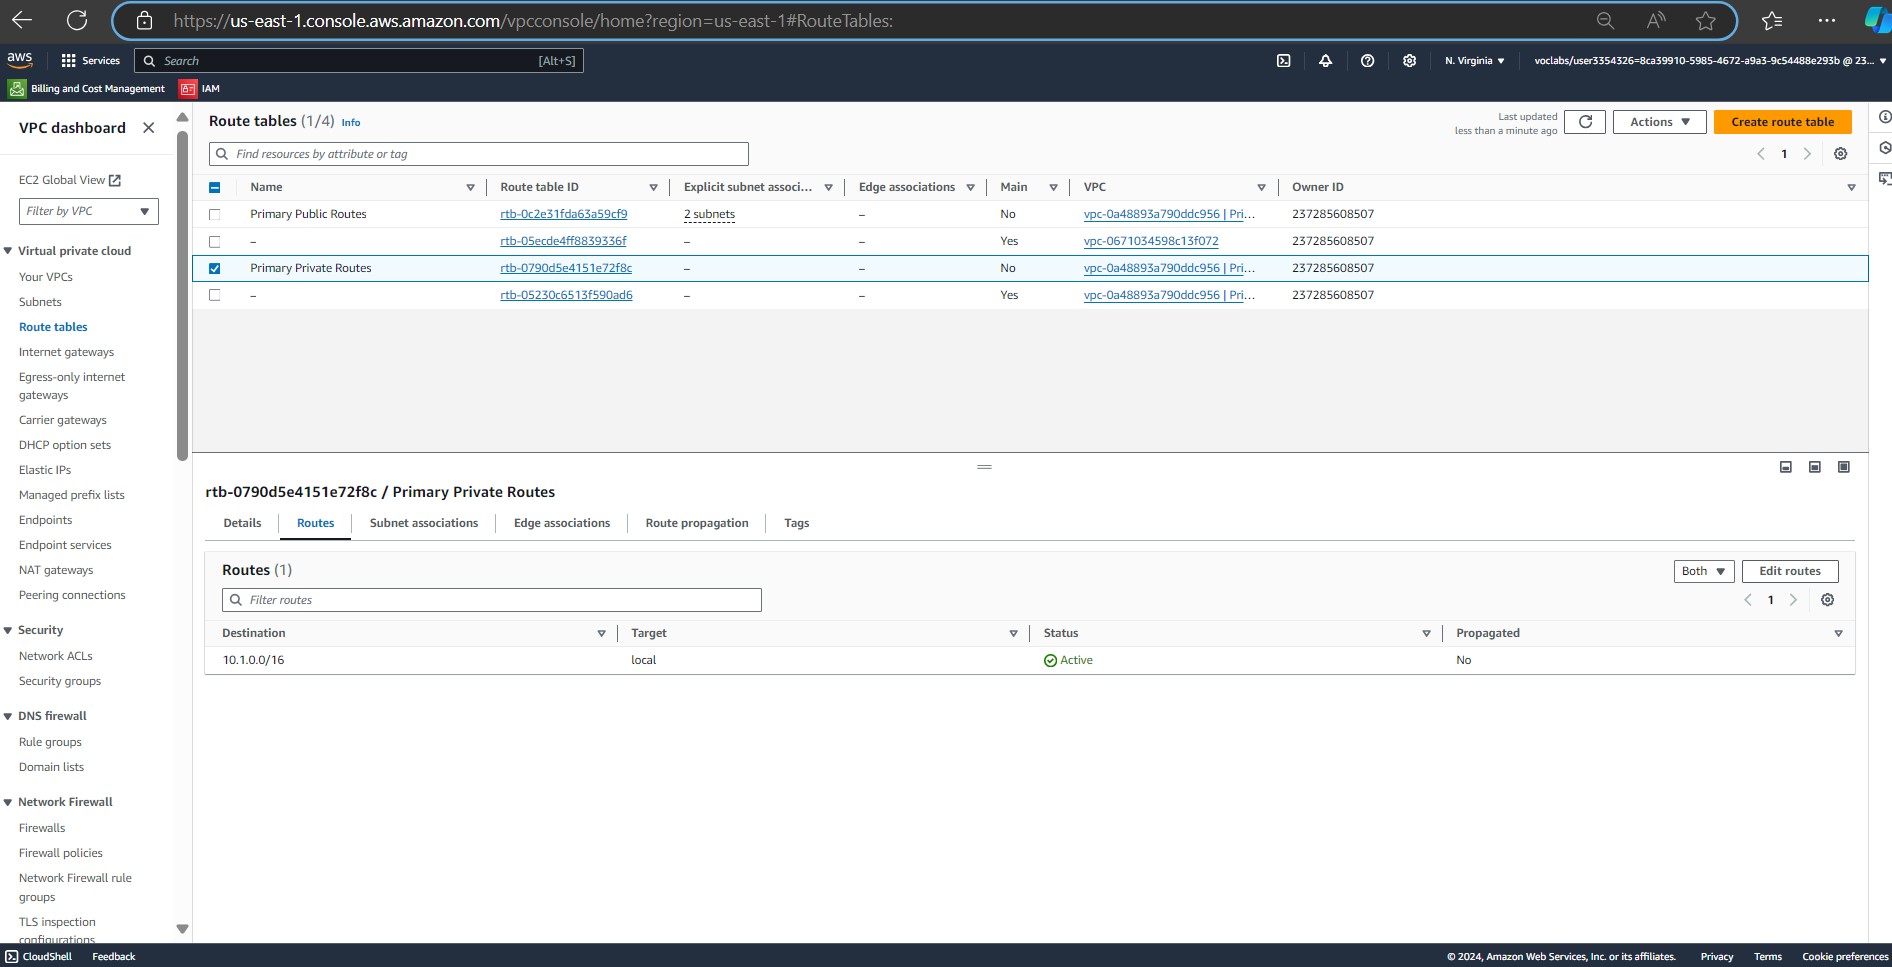 https://us-east-1.console.aws.amazon.com/vpcconsole/home?region=us-east-1#RouteTables:
aws Services Search [Alt+S] N. Virginia voclabs/user3354326=8ca39910-5985-4672-a9a3-9c54488e293b @ 23...
Billing and Cost Management IAM
VPC dashboard
EC2 Global View
Filter by VPC
Virtual private cloud
Your VPCs
Subnets
Route tables
Internet gateways
Egress-only internet
gateways
Carrier gateways
DHCP option sets
Elastic IPs
Managed prefix lists
Endpoints
Endpoint services
NAT gateways
Peering connections
Security
Network ACLs
Security groups
DNS firewall
Rule groups
Domain lists
Network Firewall
Firewalls
Firewall policies
Network Firewall rule
groups
TLS inspection
configurations
Route tables (1/4) Info
Last updated
less than a minute ago
Actions
Create route table
Find resources by attribute or tag
1
Name Route table ID Explicit subnet associ... Edge associations Main VPC Owner ID
Primary Public Routes rtb-0c2e31fda63a59cf9 2 subnets – No vpc-0a48893a790ddc956 | Pri... 237285608507
– rtb-05ecde4ff8839336f – – Yes vpc-0671034598c13f072 237285608507
Primary Private Routes rtb-0790d5e4151e72f8c – – No vpc-0a48893a790ddc956 | Pri... 237285608507
– rtb-05230c6513f590ad6 – – Yes vpc-0a48893a790ddc956 | Pri... 237285608507
rtb-0790d5e4151e72f8c / Primary Private Routes
Details Routes Subnet associations Edge associations Route propagation Tags
Routes (1)
Both
Edit routes
Filter routes
1
Destination Target Status Propagated
10.1.0.0/16 local Active No
CloudShell Feedback © 2024, Amazon Web Services, Inc. or its affiliates. Privacy Terms Cookie preferences